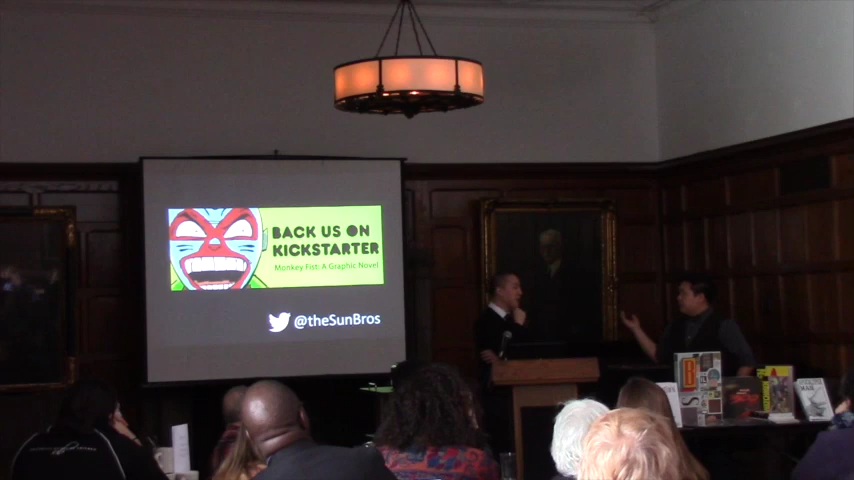 BACK US ON
KICKSTARTER
Monkey Fist: A Graphic Novel
@theSunBros